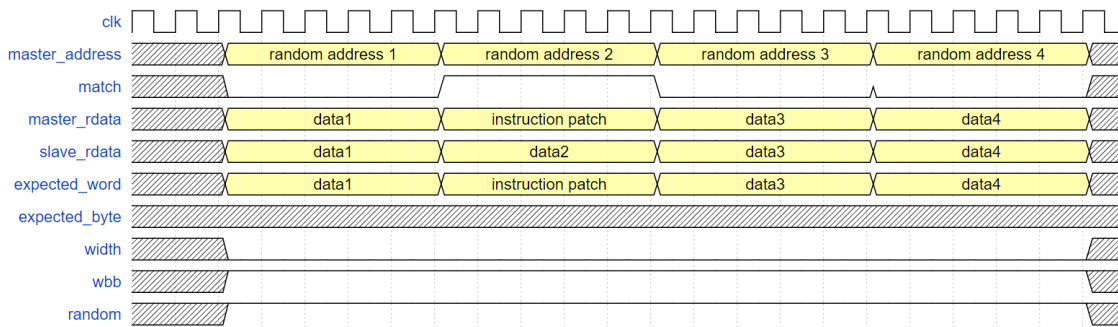 clk
master_address random address 1 random address 2 random address 3 random address 4
match
master_rdata data1 instruction patch data3 data4
slave_rdata data1 data2 data3 data4
expected_word data1 instruction patch data3 data4
expected_byte
width
wbb
random